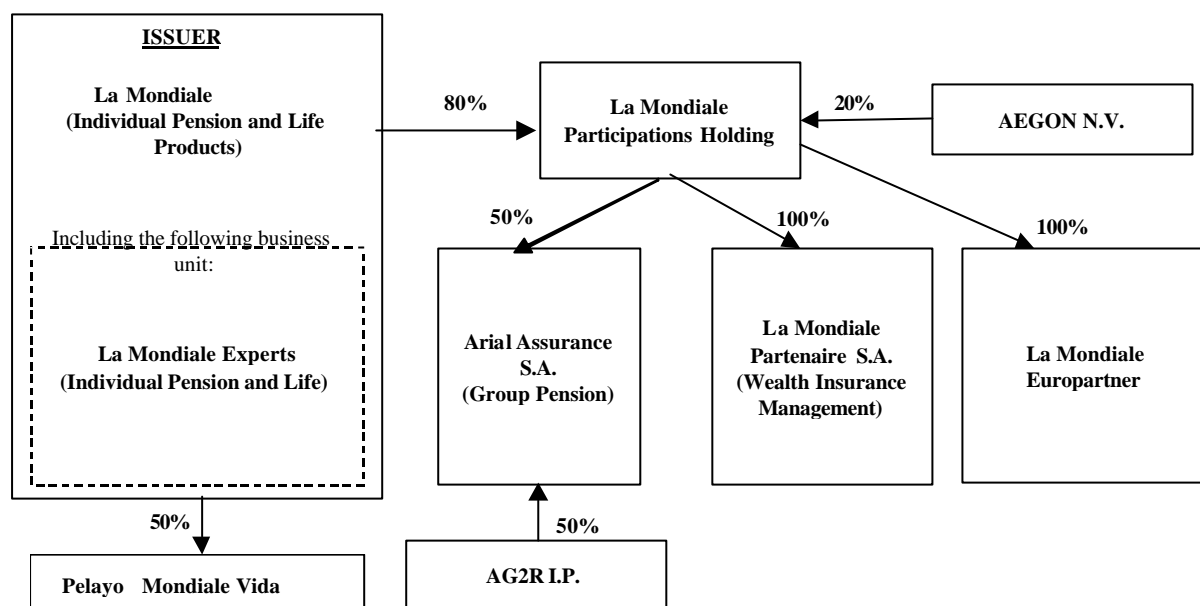 ISSUER
La Mondiale
(Individual Pension and Life
Products)
Including the following business
unit:
La Mondiale Experts
(Individual Pension and Life)
80%
La Mondiale
Participations Holding
20%
AEGON N.V.
50%
100%
100%
Arial Assurance
S.A.
(Group Pension)
La Mondiale
Partenaire S.A.
(Wealth Insurance
Management)
La Mondiale
Europartner
50%
50%
Pelayo Mondiale Vida
AG2R I.P.